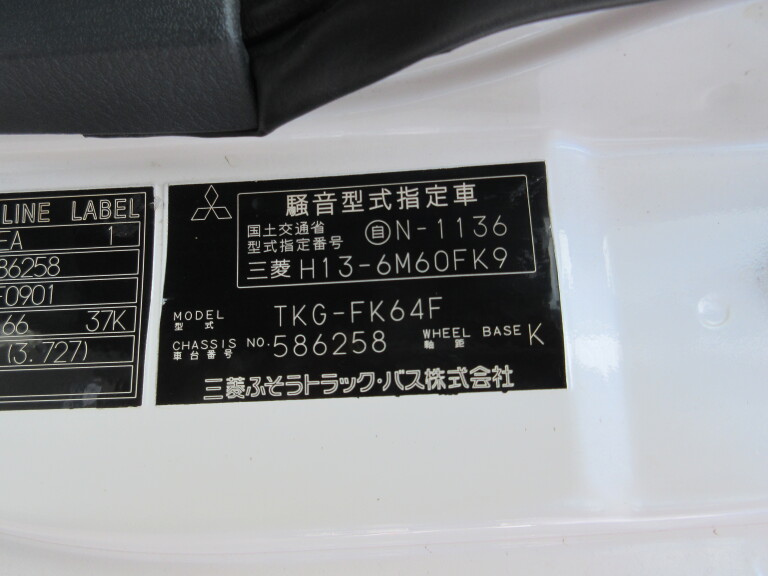 LINE LABEL
EA 1
86258
F0901
66 37K
(3.727)
騒音型式指定車
国土交通省
型式指定番号 自 N-1136
三菱 H13-6M60FK9
MODEL
型式 TKG-FK64F
CHASSIS NO. 586258 WHEEL BASE K
車台番号 軸距
三菱ふそうトラック・バス株式会社